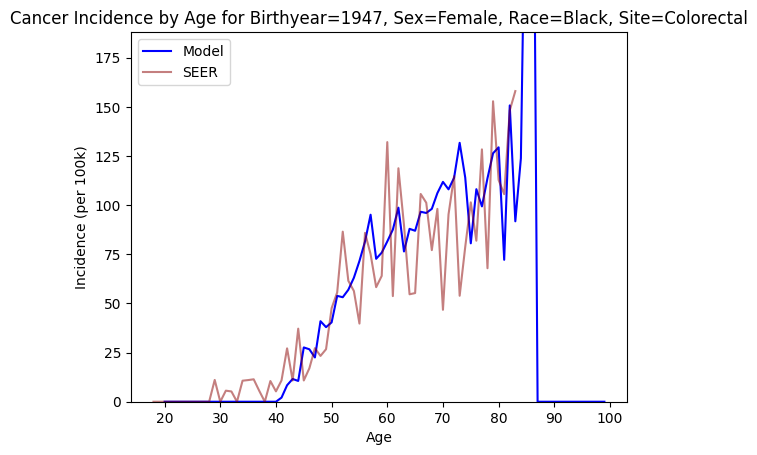 Cancer Incidence by Age for Birthyear=1947, Sex=Female, Race=Black, Site=Colorectal
Model
SEER
175
150
125
100
75
50
25
0
Incidence (per 100k)
20 30 40 50 60 70 80 90 100
Age